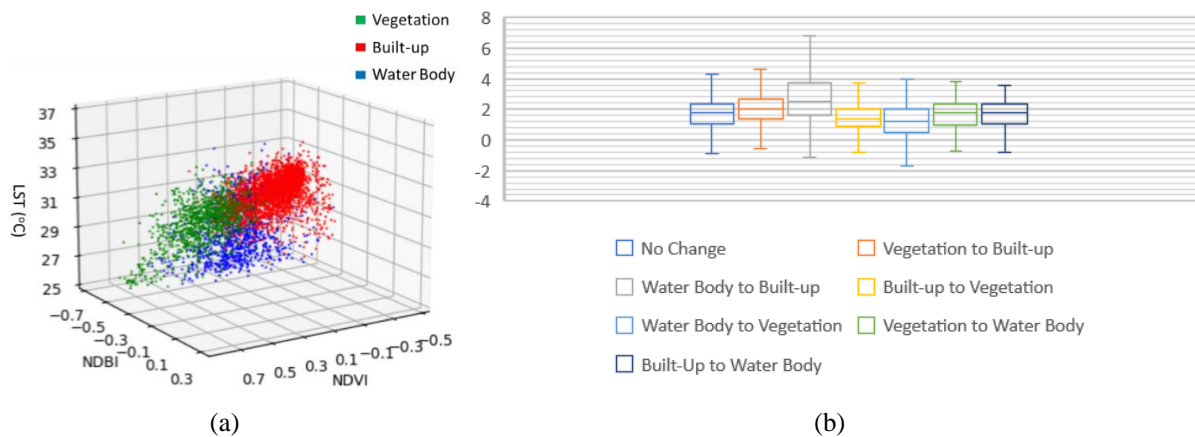 Vegetation
Built-up
Water Body
37
35
33
31
29
27
25
LST (°C)
−0.7
−0.5
−0.3
−0.1
0.1
0.3
NDBI
0.7
0.5
0.3
0.1
−0.1
−0.3
−0.5
NDVI
(a)
8
6
4
2
0
-2
-4
No Change
Vegetation to Built-up
Water Body to Built-up
Built-up to Vegetation
Water Body to Vegetation
Vegetation to Water Body
Built-Up to Water Body
(b)